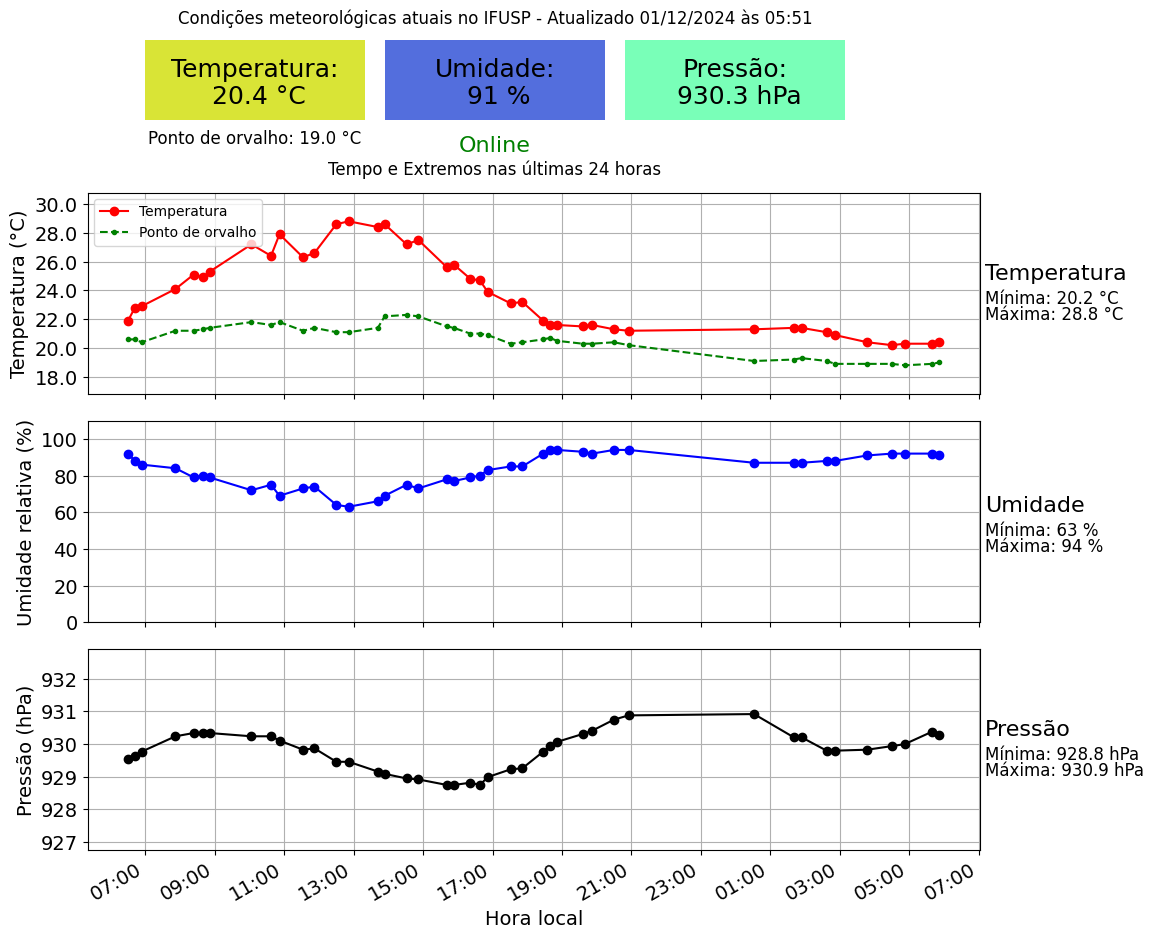 Condições meteorológicas atuais no IFUSP - Atualizado 01/12/2024 às 05:51
Temperatura:
20.4 °C
Umidade:
91 %
Pressão:
930.3 hPa
Ponto de orvalho: 19.0 °C
Online
Tempo e Extremos nas últimas 24 horas
Temperatura (°C)
30.0
28.0
26.0
24.0
22.0
20.0
18.0
Temperatura
Ponto de orvalho
Temperatura
Mínima: 20.2 °C
Máxima: 28.8 °C
Umidade relativa (%)
100
80
60
40
20
0
Umidade
Mínima: 63 %
Máxima: 94 %
Pressão (hPa)
932
931
930
929
928
927
Pressão
Mínima: 928.8 hPa
Máxima: 930.9 hPa
07:00 09:00 11:00 13:00 15:00 17:00 19:00 21:00 23:00 01:00 03:00 05:00 07:00
Hora local